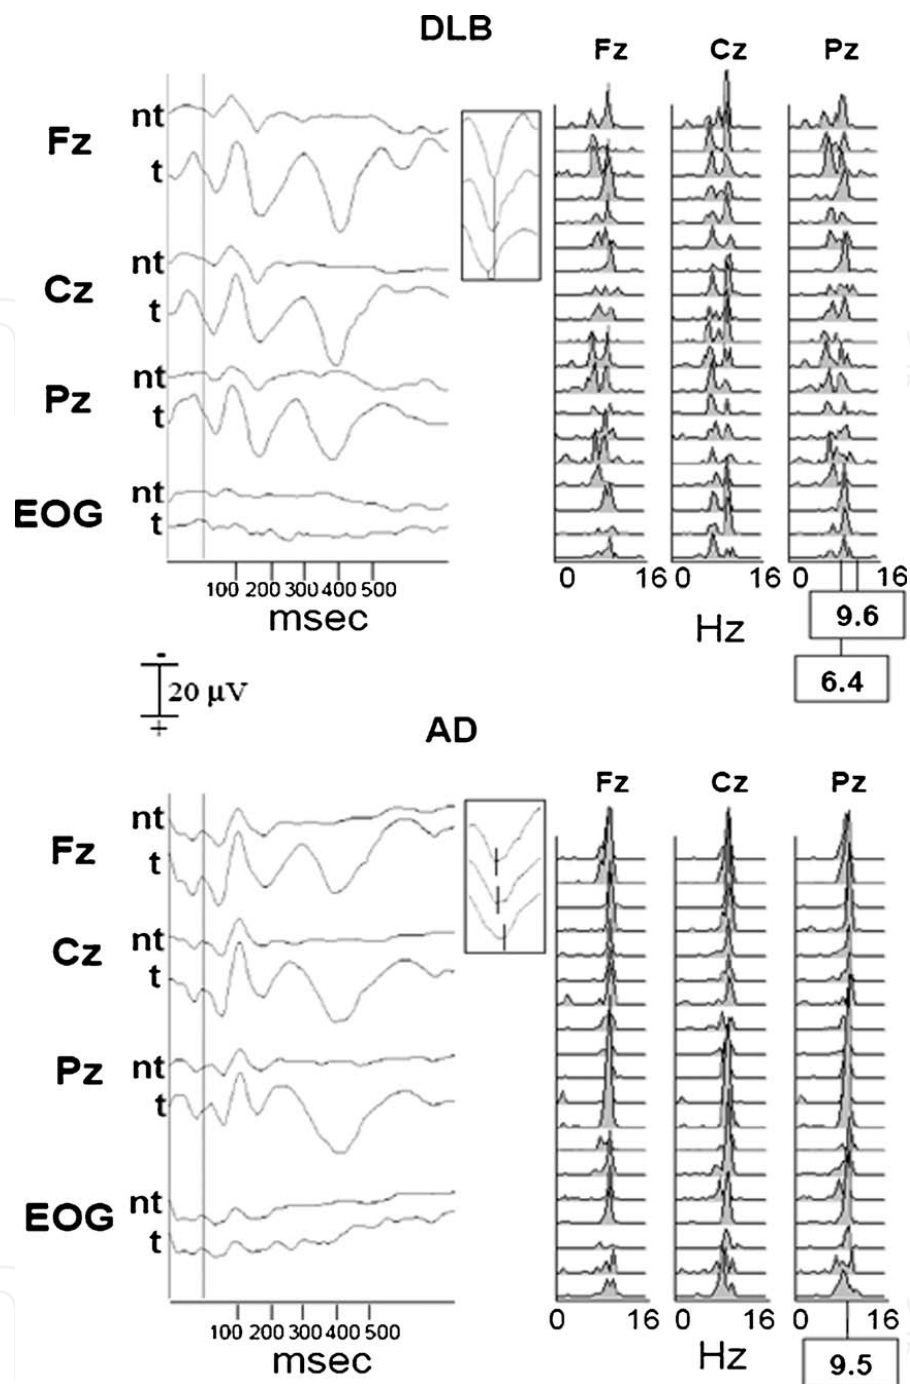 DLB
Fz Cz Pz
Fz nt
t
Cz nt
t
Pz nt
t
EOG nt
t
100 200 300 400 500
msec
0 16 0 16 0 16
Hz
9.6
6.4
-
20 µV
+
AD
Fz Cz Pz
Fz nt
t
Cz nt
t
Pz nt
t
EOG nt
t
100 200 300 400 500
msec
0 16 0 16 0 16
Hz
9.5